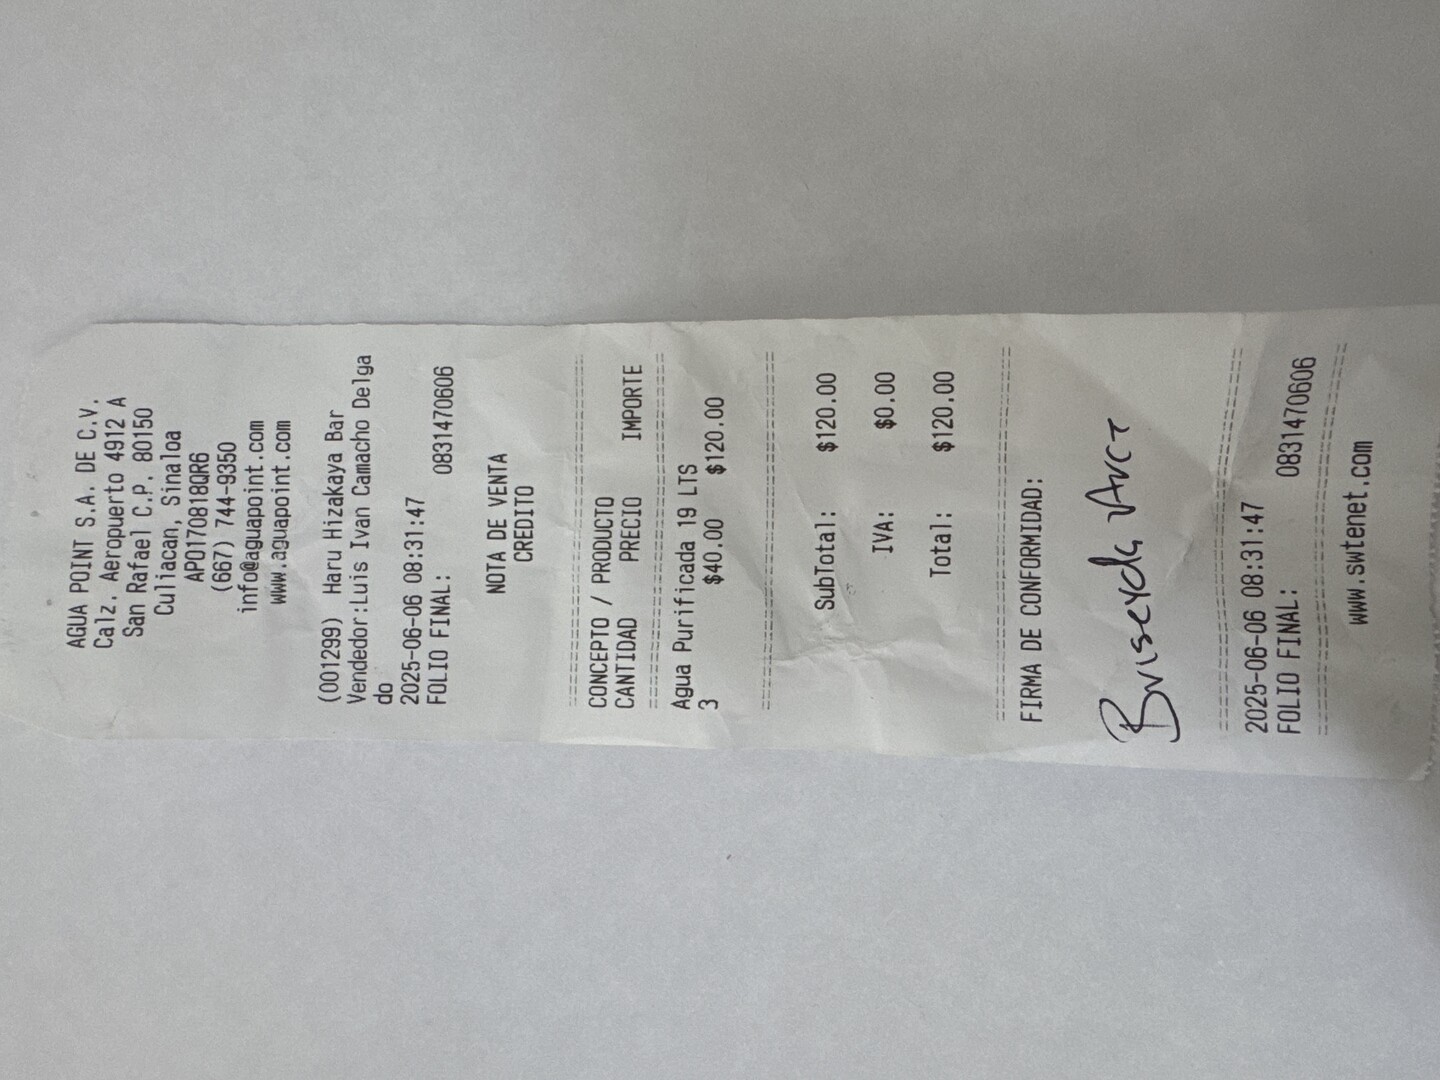 AGUA POINT S.A. DE C.V.
Calz. Aeropuerto 4912 A
San Rafael C.P. 80150
Culiacan, Sinaloa
APO170818QR6
(667) 744-9350
info@aguapoint.com
www.aguapoint.com
(001299) Haru Hizakaya Bar
Vendedor:Luis Ivan Camacho Delga
do
2025-06-06 08:31:47
FOLIO FINAL: 0831470606
NOTA DE VENTA
CREDITO
CONCEPTO / PRODUCTO
CANTIDAD PRECIO IMPORTE
Agua Purificada 19 LTS
3 $40.00 $120.00
SubTotal: $120.00
IVA: $0.00
Total: $120.00
FIRMA DE CONFORMIDAD:
2025-06-06 08:31:47
FOLIO FINAL: 0831470606
www.swtenet.com